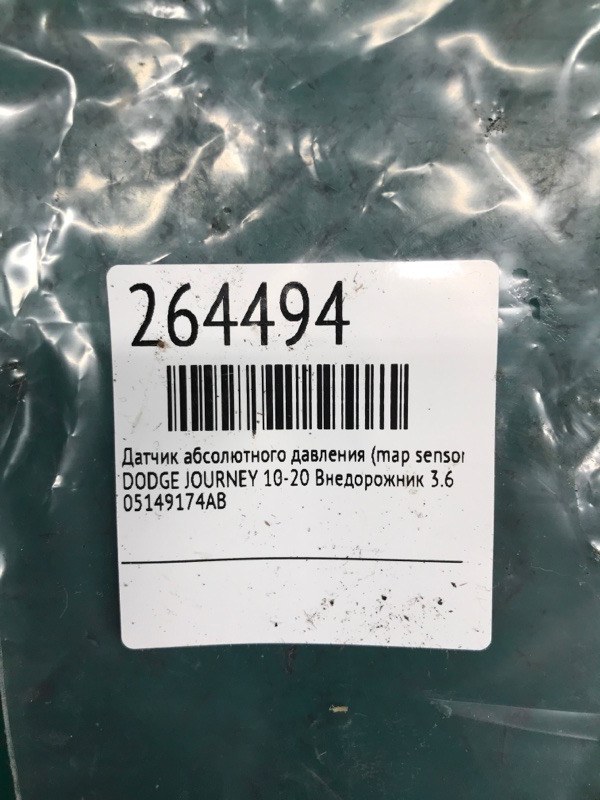 264494
Датчик абсолютного давления (map sensor
DODGE JOURNEY 10-20 Внедорожник 3.6
05149174AB